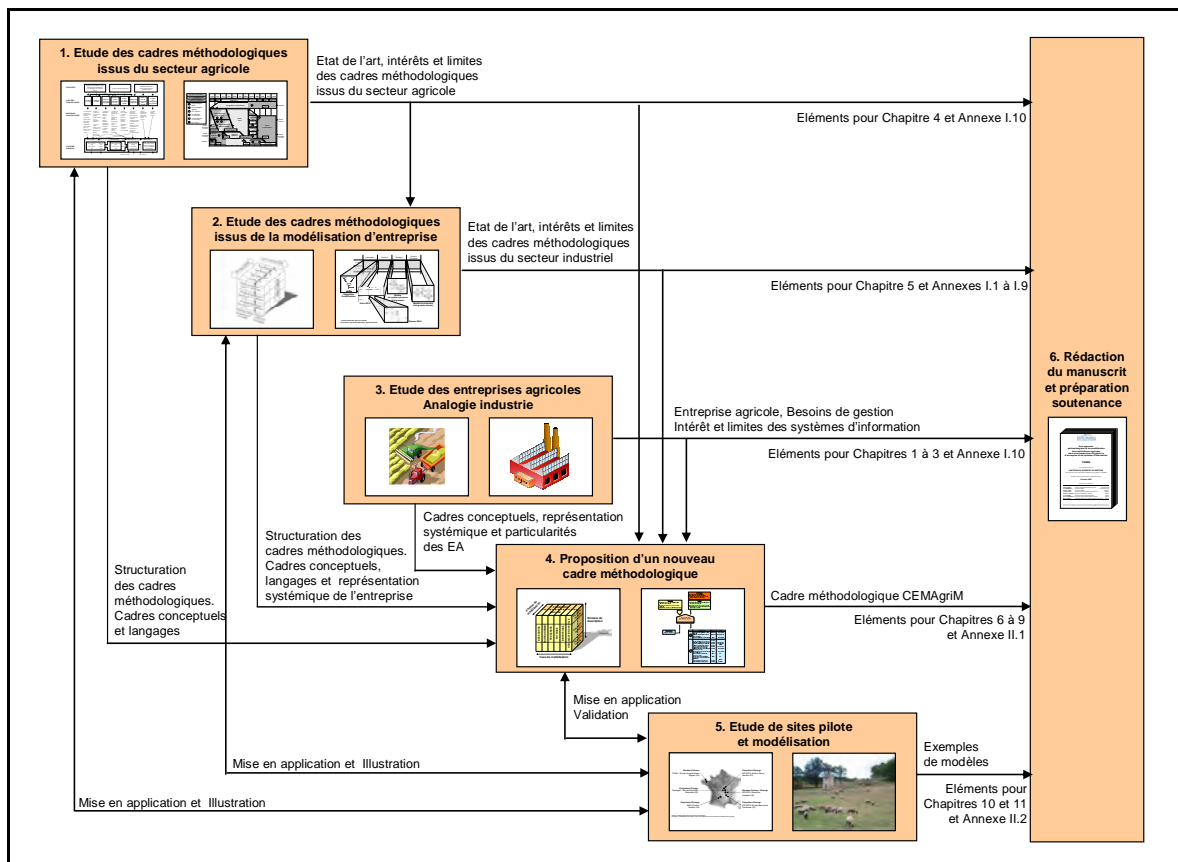 1. Etude des cadres méthodologiques
issus du secteur agricole
Etat de l’art, intérêts et limites
des cadres méthodologiques
issus du secteur agricole
Eléments pour Chapitre 4 et Annexe I.10
2. Etude des cadres méthodologiques
issus de la modélisation d’entreprise
Etat de l’art, intérêts et limites
des cadres méthodologiques
issus du secteur industriel
Eléments pour Chapitre 5 et Annexes I.1 à I.9
6. Rédaction
du manuscrit
et préparation
soutenance
3. Etude des entreprises agricoles
Analogie industrie
Entreprise agricole, Besoins de gestion
Intérêt et limites des systèmes d’information
Eléments pour Chapitres 1 à 3 et Annexe I.10
Cadres conceptuels, représentation
systémique et particularités
des EA
Structuration des
cadres méthodologiques.
Cadres conceptuels,
langages et représentation
systémique de l’entreprise
Structuration
des cadres
méthodologiques.
Cadres conceptuels
et langages
4. Proposition d’un nouveau
cadre méthodologique
Cadre méthodologique CEMAgriM
Eléments pour Chapitres 6 à 9
et Annexe II.1
Mise en application
Validation
5. Etude de sites pilote
et modélisation
Exemples
de modèles
Eléments pour
Chapitres 10 et 11
et Annexe II.2
Mise en application et Illustration
Mise en application et Illustration